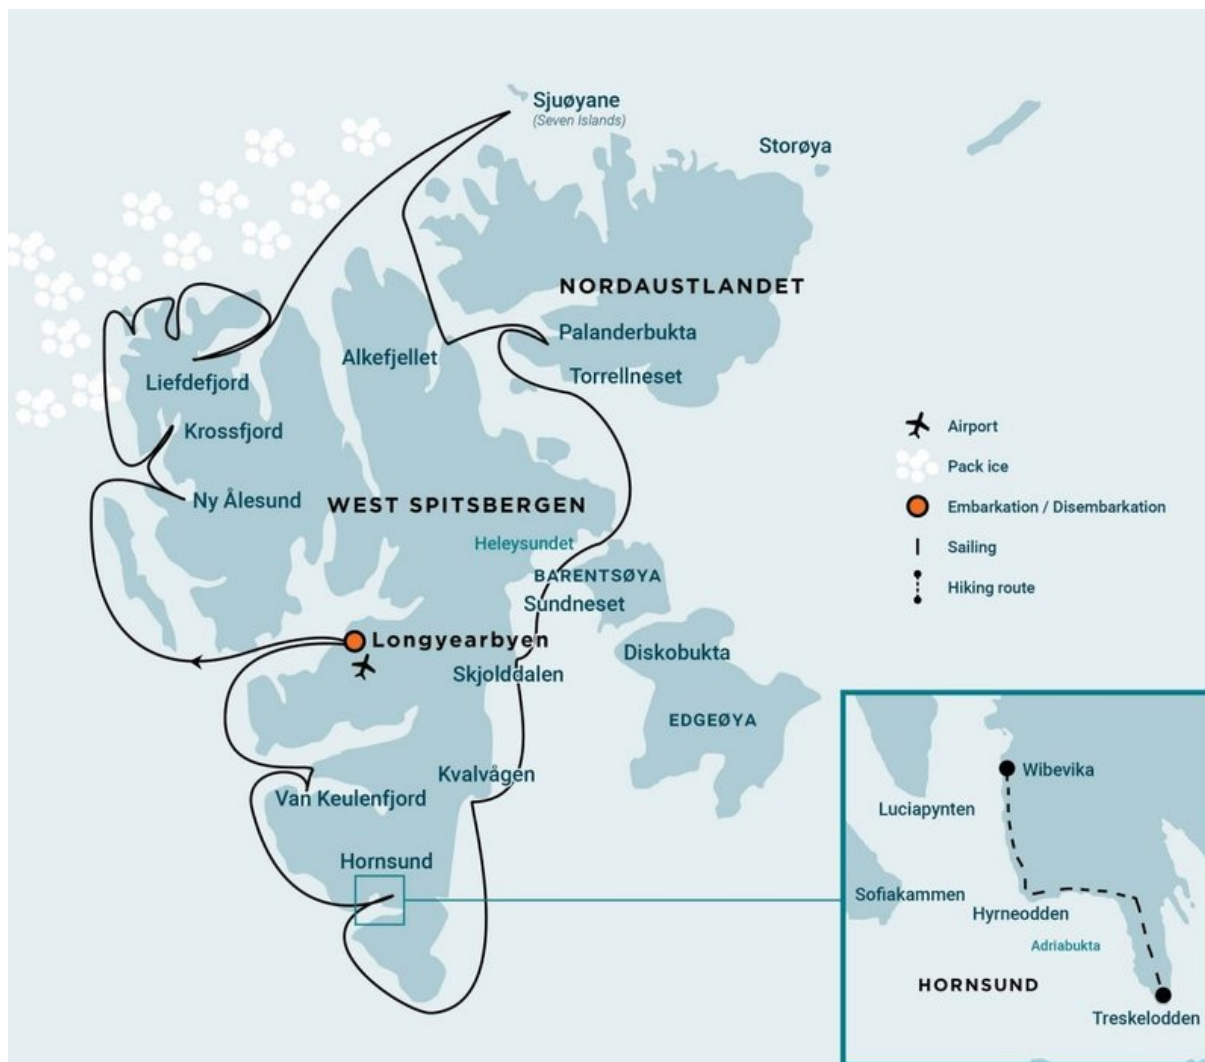 Sjuøyane
(Seven Islands)
Storøya
NORDAUSTLANDET
Palanderbukta
Alkefjellet
Torrellneset
Liefdefjord
Krossfjord
Ny Ålesund
WEST SPITSBERGEN
Heleysundet
BARENTSØYA
Sundneset
Longyearbyen
Diskobukta
Skjolddalen
EDGEØYA
Kvalvågen
Van Keulenfjord
Hornsund
Airport
Pack ice
Embarkation / Disembarkation
Sailing
Hiking route
Wibevika
Luciapynten
Sofiakammen
Hyrneodden
Adriabukta
HORNSUND
Treskelodden